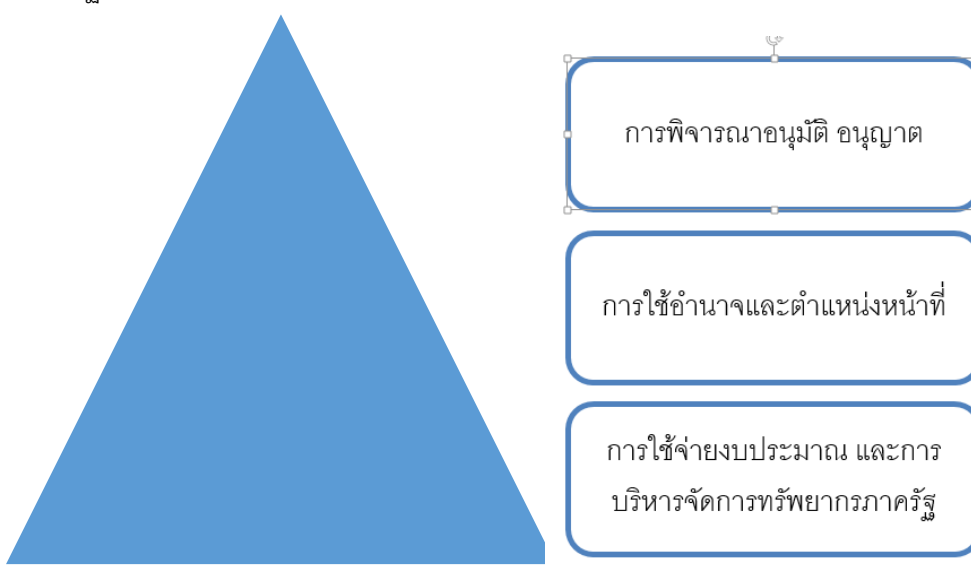 การพิจารณาอนุมัติ อนุญาต
การใช้อำนาจและตำแหน่งหน้าที่
การใช้จ่ายงบประมาณ และการ
บริหารจัดการทรัพยากรภาครัฐ